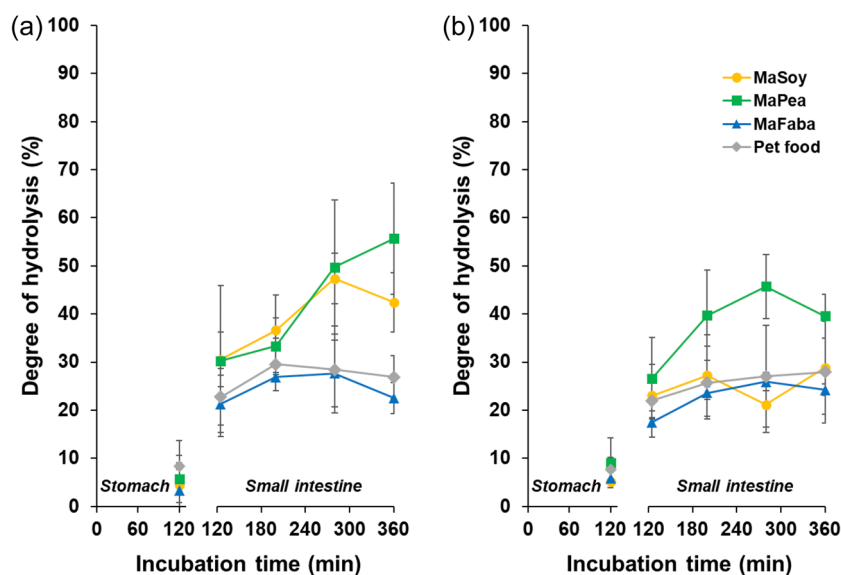 (a)
Degree of hydrolysis (%)
100
90
80
70
60
50
40
30
20
10
0
Stomach
Small intestine
0 60 120
120 180 240 300 360
Incubation time (min)
(b)
Degree of hydrolysis (%)
100
90
80
70
60
50
40
30
20
10
0
MaSoy
MaPea
MaFaba
Pet food
Stomach
Small intestine
0 60 120
120 180 240 300 360
Incubation time (min)